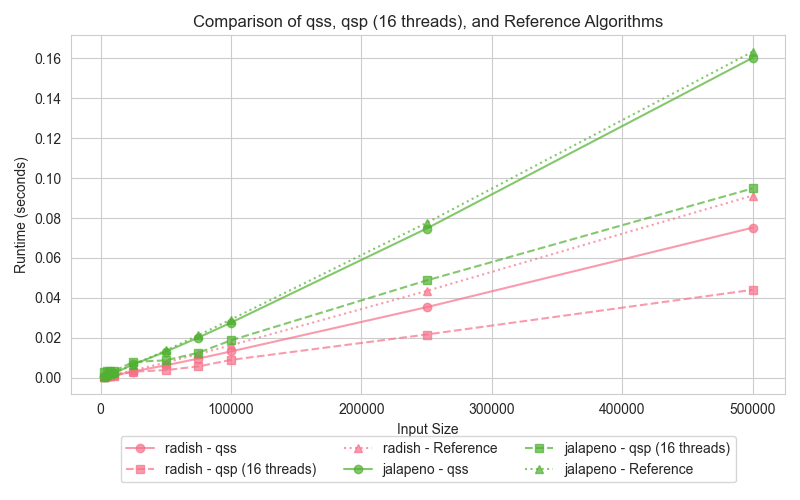 Comparison of qss, qsp (16 threads), and Reference Algorithms
0.16
0.14
0.12
0.10
0.08
0.06
0.04
0.02
0.00
Runtime (seconds)
0 100000 200000 300000 400000 500000
Input Size
radish - qss radish - Reference jalapeno - qsp (16 threads)
radish - qsp (16 threads) jalapeno - qss jalapeno - Reference